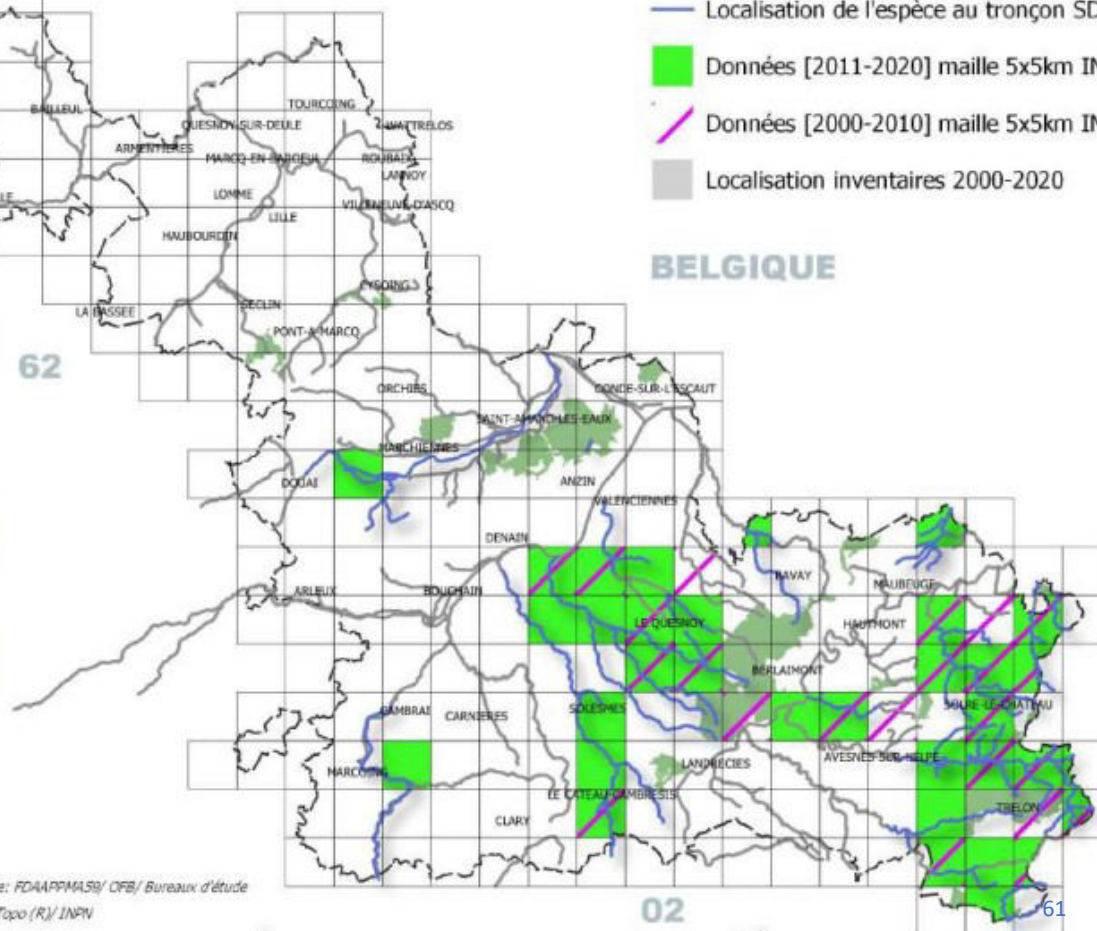 Localisation de l'espèce au tronçon SD
Données [2011-2020] maille 5x5km IN
Données [2000-2010] maille 5x5km IN
Localisation inventaires 2000-2020
BELGIQUE
BAILLEUL
TOURCOING
QUESNOY-SUR-DEULE
WATTRELOS
ARMENTIERES
MARCQ-EN-BAROEUL
ROUBAIX
LANNOY
LOMME
LILLE
VILLENEUVE-D'ASCQ
HAUBOURDIN
CYSOING
SECLIN
LA BASSEE
PONT-A-MARCQ
62
ORCHIES
CONDE-SUR-L'ESCAUT
SAINT-AMAND-LES-EAUX
MARCHIENNES
DOUAI
ANZIN
VALENCIENNES
DENAIN
BAVAY
MAUBEUGE
ARLEUX
BOUCHAIN
LE QUESNOY
HAUTMONT
BERLAIMONT
CAMBRAI
CARNIERES
SOLESMES
SOLRE-LE-CHATEAU
MARCOING
LANDRECIES
AVESNES-SUR-HELPE
LE CATEAU-CAMBRESIS
TRELON
CLARY
e: FDAAPPMA59/ OFB/ Bureaux d'étude
Topo (R)/ INPN
02
61